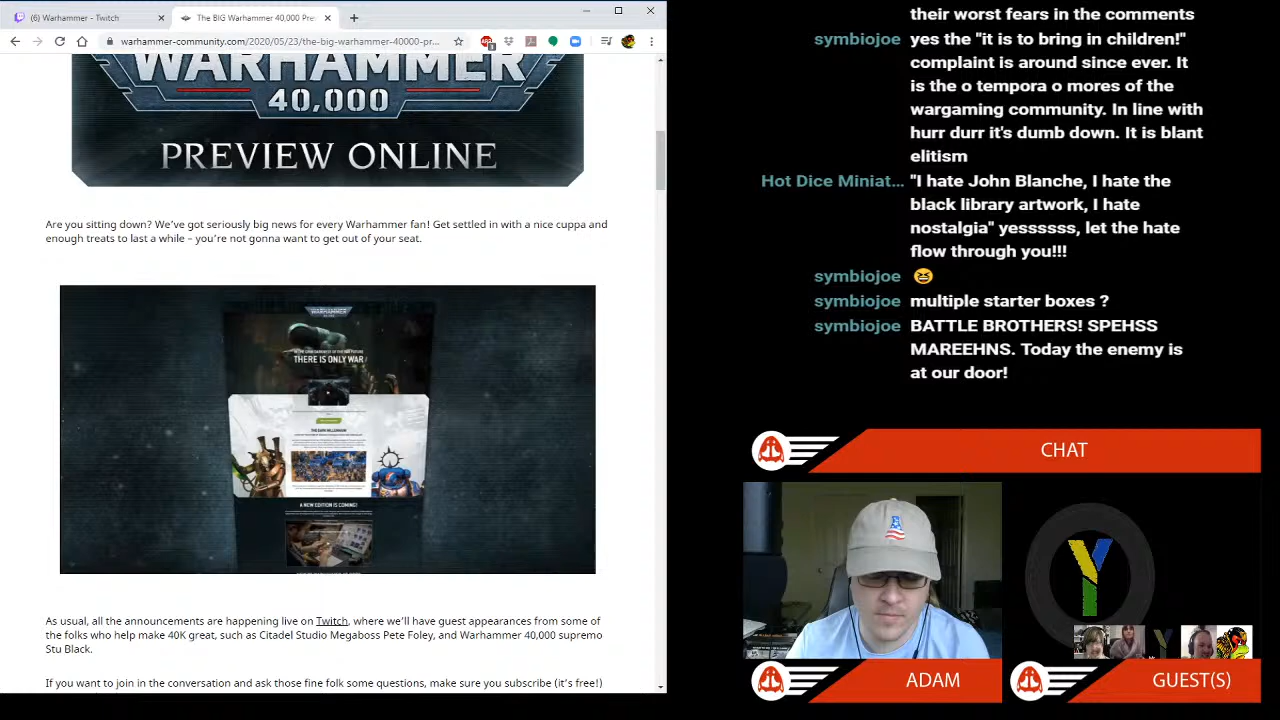 (6) Warhammer - Twitch
The BIG Warhammer 40,000 Pre
warhammer-community.com/2020/05/23/the-big-warhammer-40000-pr...
WARHAMMER
40,000
PREVIEW ONLINE
Are you sitting down? We've got seriously big news for every Warhammer fan! Get settled in with a nice cuppa and
enough treats to last a while – you're not gonna want to get out of your seat.
WARHAMMER
THERE IS ONLY WAR
A NEW EDITION IS COMING!
As usual, all the announcements are happening live on Twitch, where we'll have guest appearances from some of
the folks who help make 40K great, such as Citadel Studio Megaboss Pete Foley, and Warhammer 40,000 supremo
Stu Black.
If you want to join in the conversation and ask those fine folk some questions, make sure you subscribe (it's free!)
their worst fears in the comments
symbiojoe yes the "it is to bring in children!"
complaint is around since ever. It
is the o tempora o mores of the
wargaming community. In line with
hurr durr it's dumb down. It is blant
elitism
Hot Dice Miniat... "I hate John Blanche, I hate the
black library artwork, I hate
nostalgia" yessssss, let the hate
flow through you!!!
symbiojoe 😆
symbiojoe multiple starter boxes ?
symbiojoe BATTLE BROTHERS! SPEHSS
MAREEHNS. Today the enemy is
at our door!
CHAT
Y
ADAM
GUEST(S)